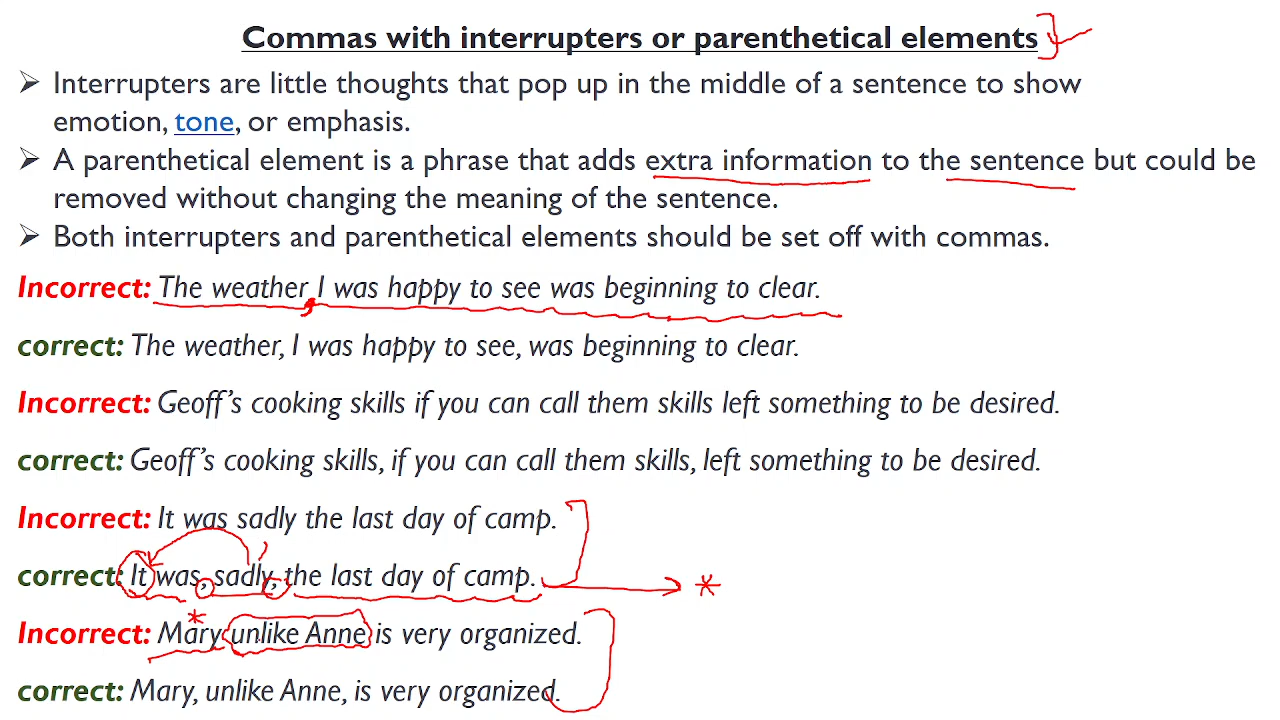 Commas with interrupters or parenthetical elements
➢ Interrupters are little thoughts that pop up in the middle of a sentence to show
emotion, tone, or emphasis.
➢ A parenthetical element is a phrase that adds extra information to the sentence but could be
removed without changing the meaning of the sentence.
➢ Both interrupters and parenthetical elements should be set off with commas.
Incorrect: The weather, I was happy to see was beginning to clear.
correct: The weather, I was happy to see, was beginning to clear.
Incorrect: Geoff’s cooking skills if you can call them skills left something to be desired.
correct: Geoff’s cooking skills, if you can call them skills, left something to be desired.
Incorrect: It was sadly the last day of camp.
correct: It was, sadly, the last day of camp. *
Incorrect: Mary unlike Anne is very organized.
correct: Mary, unlike Anne, is very organized.